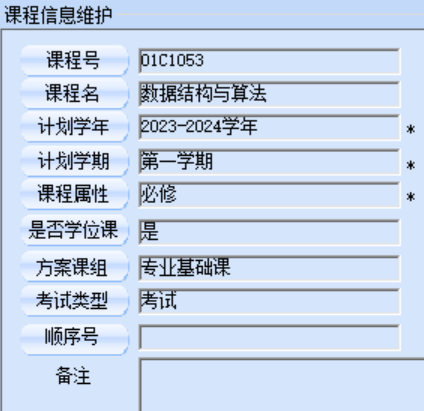 课程信息维护
课程号 01C1053
课程名 数据结构与算法
计划学年 2023-2024学年 *
计划学期 第一学期 *
课程属性 必修 *
是否学位课 是
方案课组 专业基础课
考试类型 考试
顺序号
备注